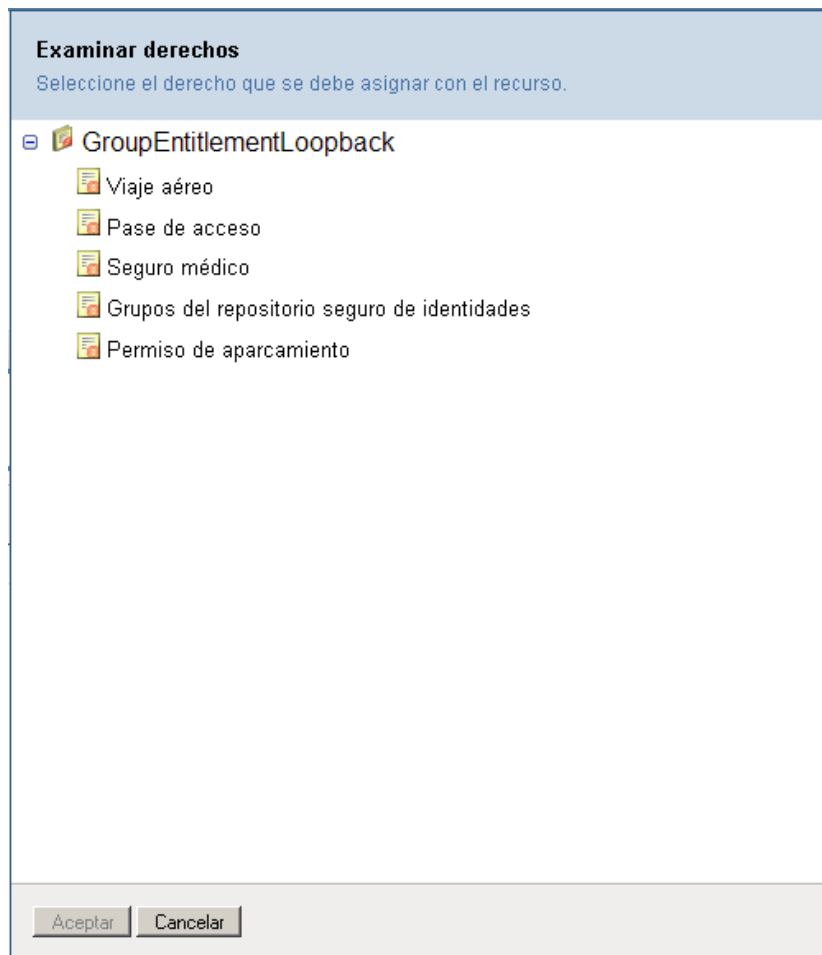 Examinar derechos
Seleccione el derecho que se debe asignar con el recurso.
GroupEntitlementLoopback
Viaje aéreo
Pase de acceso
Seguro médico
Grupos del repositorio seguro de identidades
Permiso de aparcamiento
Aceptar
Cancelar